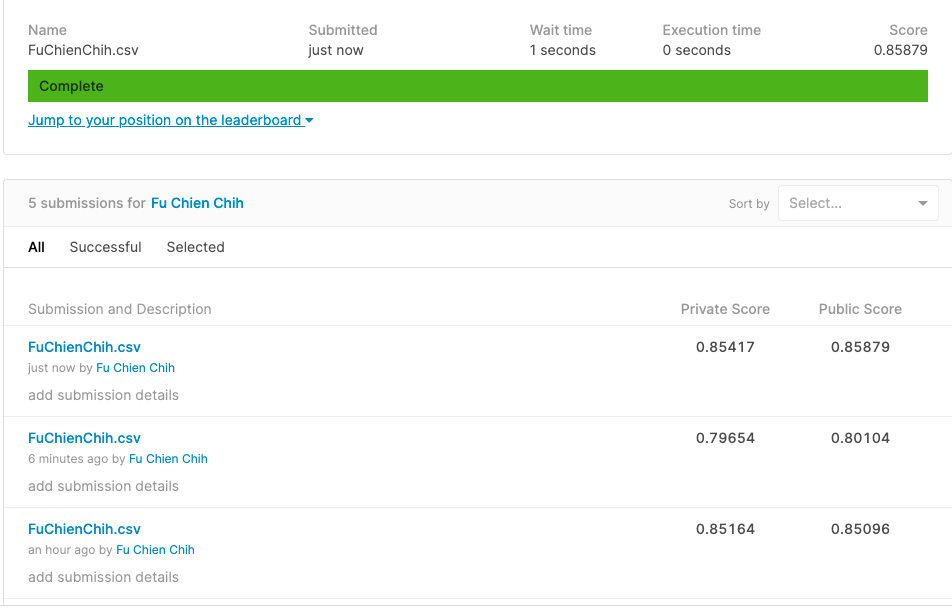 Name Submitted Wait time Execution time Score
FuChienChih.csv just now 1 seconds 0 seconds 0.85879
Complete
Jump to your position on the leaderboard
5 submissions for Fu Chien Chih Sort by Select...
All Successful Selected
Submission and Description Private Score Public Score
FuChienChih.csv 0.85417 0.85879
just now by Fu Chien Chih
add submission details
FuChienChih.csv 0.79654 0.80104
6 minutes ago by Fu Chien Chih
add submission details
FuChienChih.csv 0.85164 0.85096
an hour ago by Fu Chien Chih
add submission details